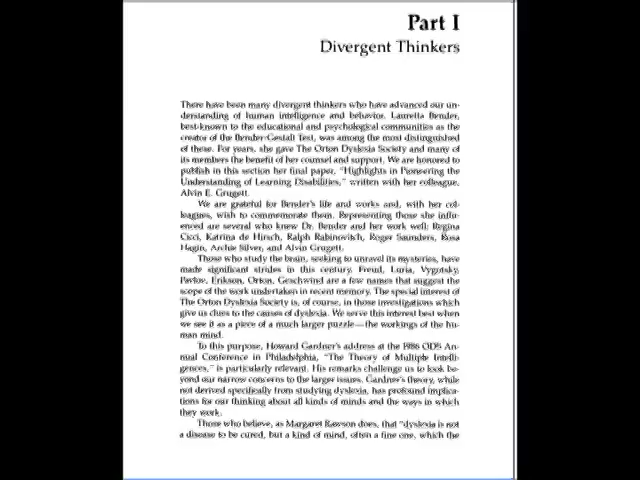 Part I
Divergent Thinkers
There have been many divergent thinkers who have advanced our un-
derstanding of human intelligence and behavior. Lauretta Bender,
best-known to the educational and psychological communities as the
creator of the Bender-Gestalt Test, was among the most distinguished
of these. For years, she gave The Orton Dyslexia Society and many of
its members the benefit of her counsel and support. We are honored to
publish in this section her final paper, "Highlights in Pioneering the
Understanding of Learning Disabilities," written with her colleague,
Alvin E. Grugett.
We are grateful for Bender's life and works and, with her col-
leagues, wish to commemorate them. Representing those she influ-
enced are several who knew Dr. Bender and her work well: Regina
Cicci, Katrina de Hirsch, Ralph Rabinovitch, Roger Saunders, Rosa
Hagin, Archie Silver, and Alvin Grugett.
Those who study the brain, seeking to unravel its mysteries, have
made significant strides in this century. Freud, Luria, Vygotsky,
Pavlov, Erikson, Orton, Geschwind are a few names that suggest the
scope of the work undertaken in recent memory. The special interest of
The Orton Dyslexia Society is, of course, in those investigations which
give us clues to the causes of dyslexia. We serve this interest best when
we see it as a piece of a much larger puzzle—the workings of the hu-
man mind.
To this purpose, Howard Gardner's address at the 1986 ODS An-
nual Conference in Philadelphia, "The Theory of Multiple Intelli-
gences," is particularly relevant. His remarks challenge us to look be-
yond our narrow concerns to the larger issues. Gardner's theory, while
not derived specifically from studying dyslexia, has profound implica-
tions for our thinking about all kinds of minds and the ways in which
they work.
Those who believe, as Margaret Rawson does, that "dyslexia is not
a disease to be cured, but a kind of mind, often a fine one, which the